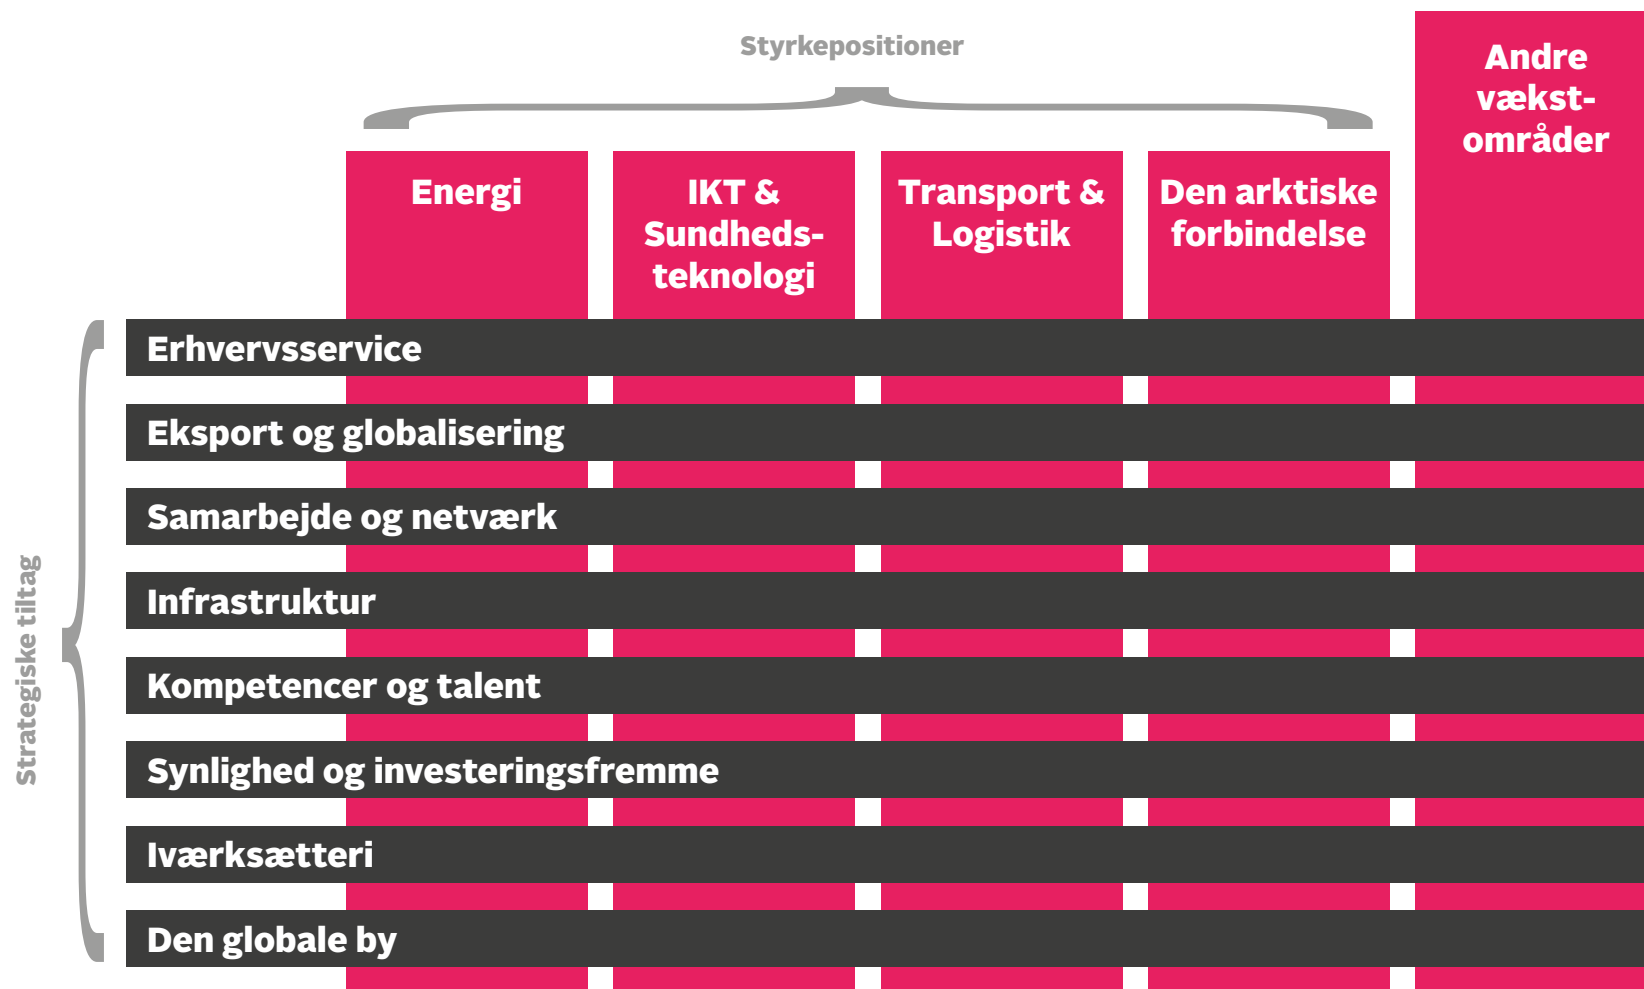 Styrkepositioner
Andre
vækst-
områder
Energi
IKT &
Sundheds-
teknologi
Transport &
Logistik
Den arktiske
forbindelse
Strategiske tiltag
Erhvervsservice
Eksport og globalisering
Samarbejde og netværk
Infrastruktur
Kompetencer og talent
Synlighed og investeringsfremme
Iværksætteri
Den globale by